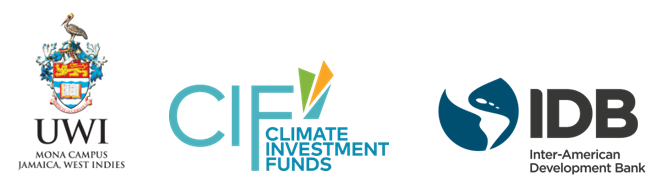 UWI
MONA CAMPUS
JAMAICA, WEST INDIES
CIF
CLIMATE
INVESTMENT
FUNDS
IDB
Inter-American
Development Bank